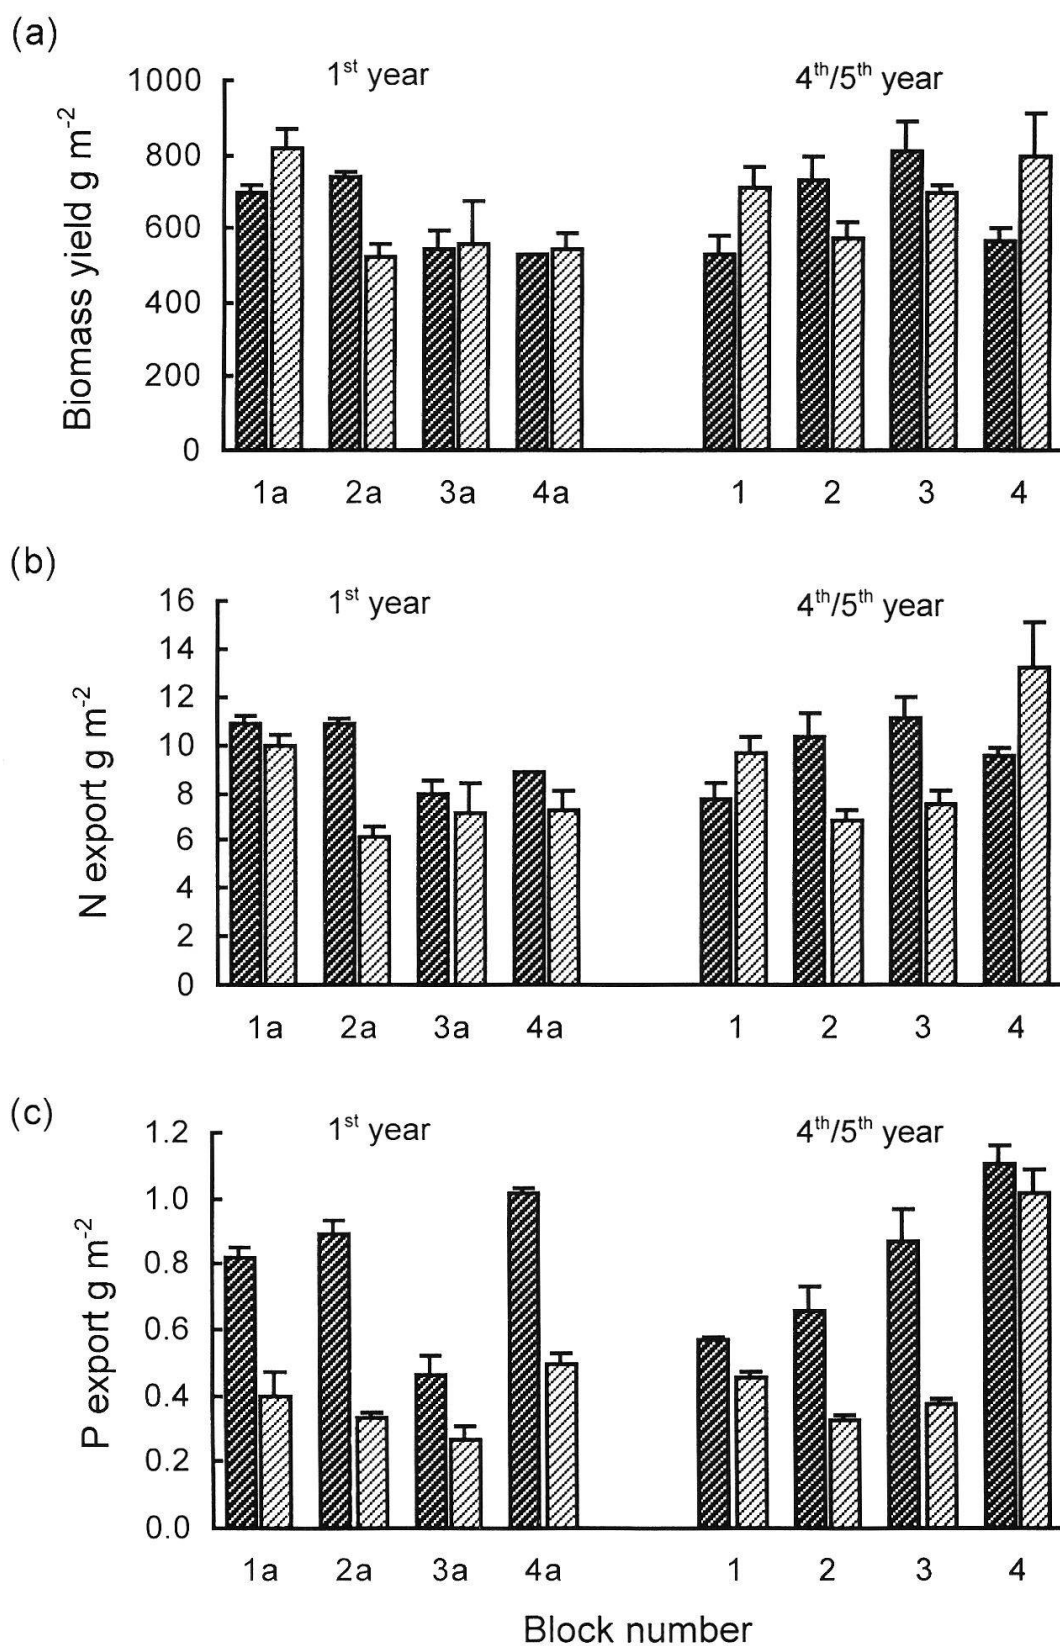 (a)
1st year
4th/5th year
Biomass yield g m-2
1000
800
600
400
200
0
1a 2a 3a 4a 1 2 3 4
(b)
1st year
4th/5th year
N export g m-2
16
14
12
10
8
6
4
2
0
1a 2a 3a 4a 1 2 3 4
(c)
1st year
4th/5th year
P export g m-2
1.2
1.0
0.8
0.6
0.4
0.2
0.0
1a 2a 3a 4a 1 2 3 4
Block number